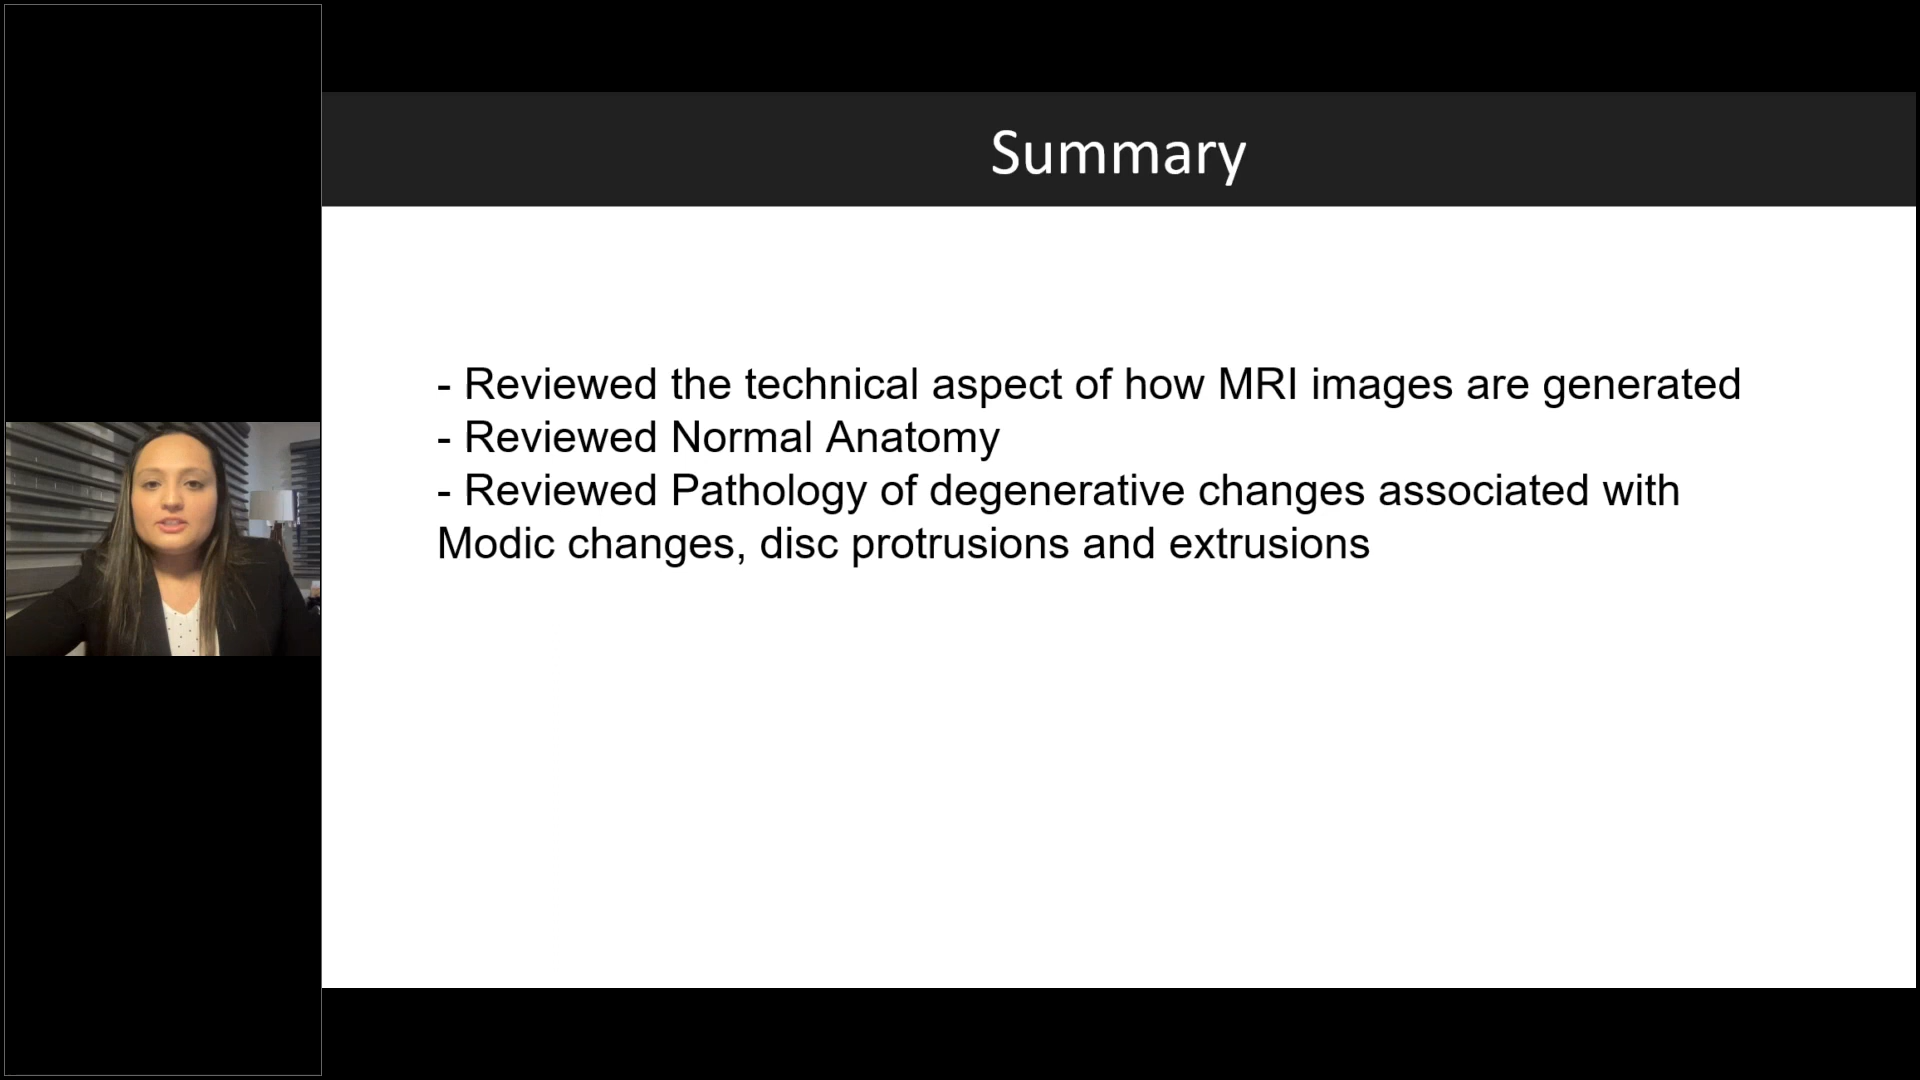 Summary
- Reviewed the technical aspect of how MRI images are generated
- Reviewed Normal Anatomy
- Reviewed Pathology of degenerative changes associated with
Modic changes, disc protrusions and extrusions